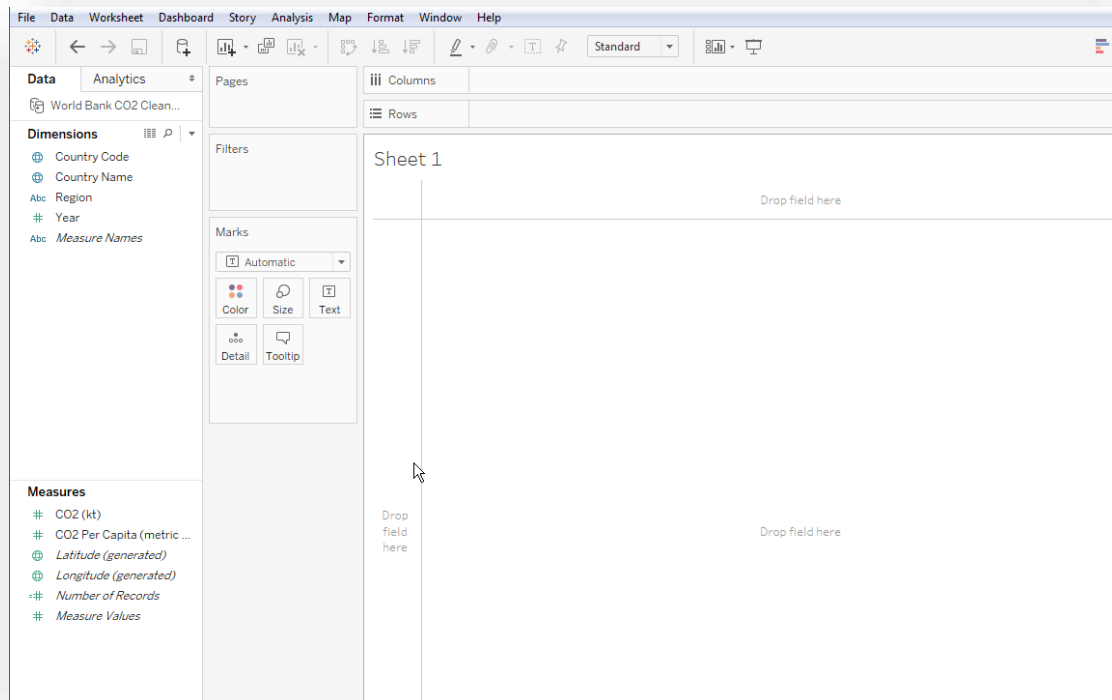 File Data Worksheet Dashboard Story Analysis Map Format Window Help
Standard
Data Analytics
World Bank CO2 Clean...
Dimensions
Country Code
Country Name
Abc Region
# Year
Abc Measure Names
Measures
# CO2 (kt)
# CO2 Per Capita (metric ...
Latitude (generated)
Longitude (generated)
=# Number of Records
# Measure Values
Pages
Filters
Marks
T Automatic
Color Size Text
Detail Tooltip
Columns
Rows
Sheet 1
Drop field here
Drop
field
here
Drop field here